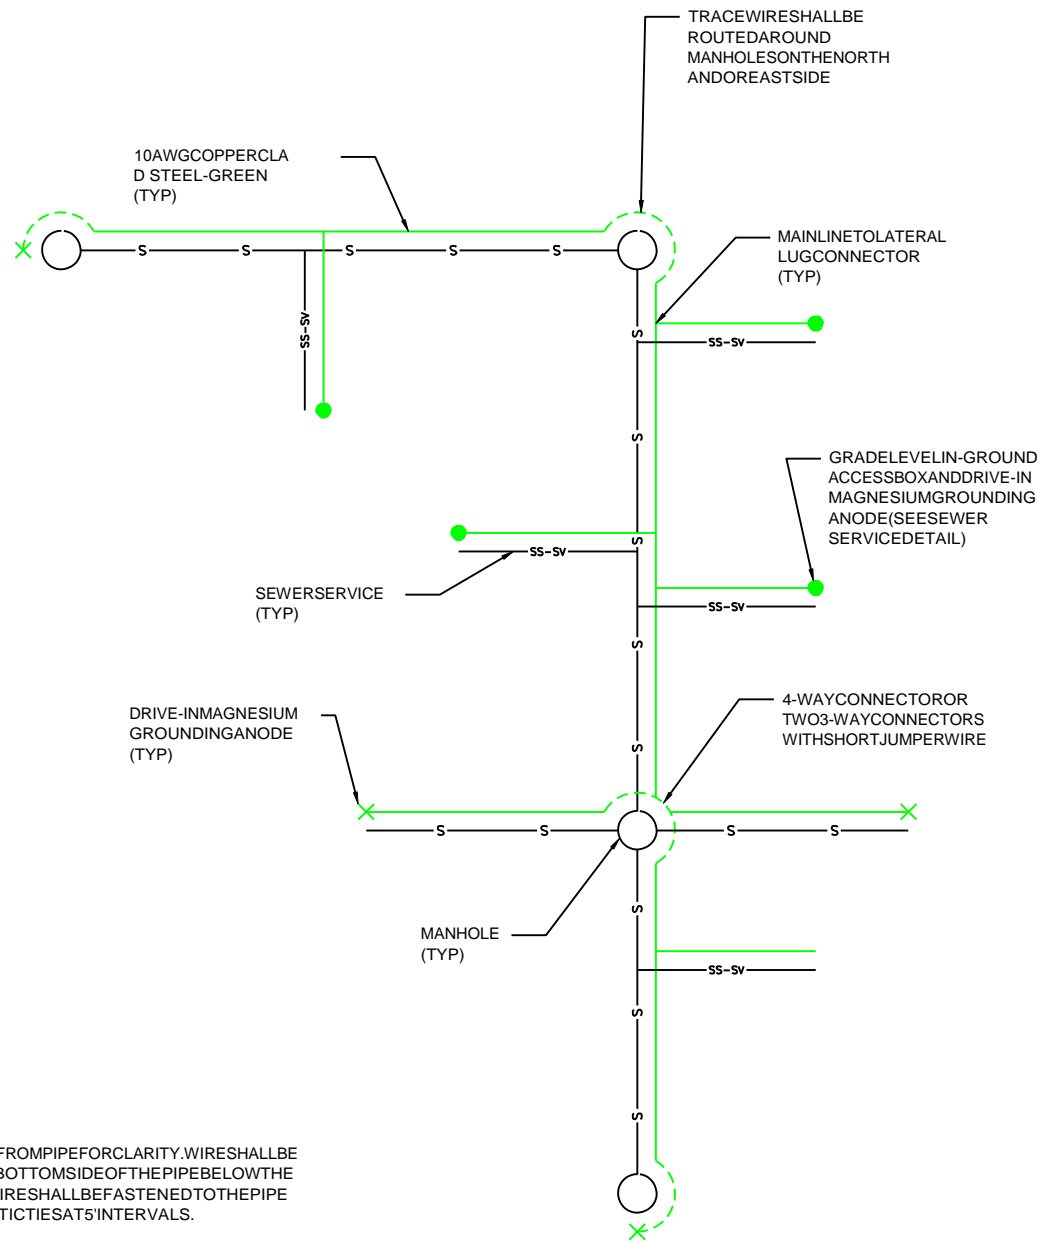 TRACEWIRESHALLBE
ROUTEDAROUND
MANHOLESONTHENORTH
ANDOREASTSIDE
10AWGCOPPERCLA
D STEEL-GREEN
(TYP)
S S S S S
MAINLINETOLATERAL
LUGCONNECTOR
(TYP)
SS-SV
S
SS-SV
S
GRADELEVELIN-GROUND
ACCESSBOXANDDRIVE-IN
MAGNESIUMGROUNDING
ANODE(SEESEWER
SERVICEDETAIL)
S
SS-SV
SEWERSERVICE
(TYP)
SS-SV
S
DRIVE-INMAGNESIUM
GROUNDINGANODE
(TYP)
4-WAYCONNECTOROR
TWO3-WAYCONNECTORS
WITHSHORTJUMPERWIRE
S
S S S S
S
MANHOLE
(TYP)
SS-SV
S
S
FROMPIPEFORCLARITY.WIRESHALLBE
BOTTOMSIDEOFTHEPIPEBELOWTHE
IRESHALLBEFASTENEDTOTHEPIPE
TICTIESAT5'INTERVALS.